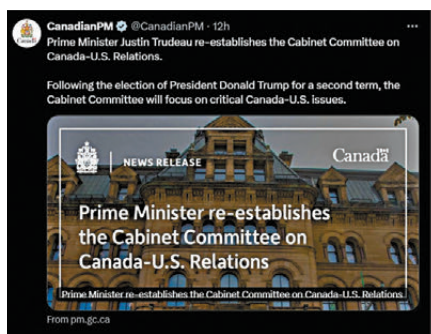 CanadianPM @CanadianPM · 12h
Prime Minister Justin Trudeau re-establishes the Cabinet Committee on
Canada-U.S. Relations.
Following the election of President Donald Trump for a second term, the
Cabinet Committee will focus on critical Canada-U.S. issues.
NEWS RELEASE
Canada
Prime Minister re-establishes
the Cabinet Committee on
Canada-U.S. Relations
Prime Minister re-establishes the Cabinet Committee on Canada-U.S. Relations
From pm.gc.ca